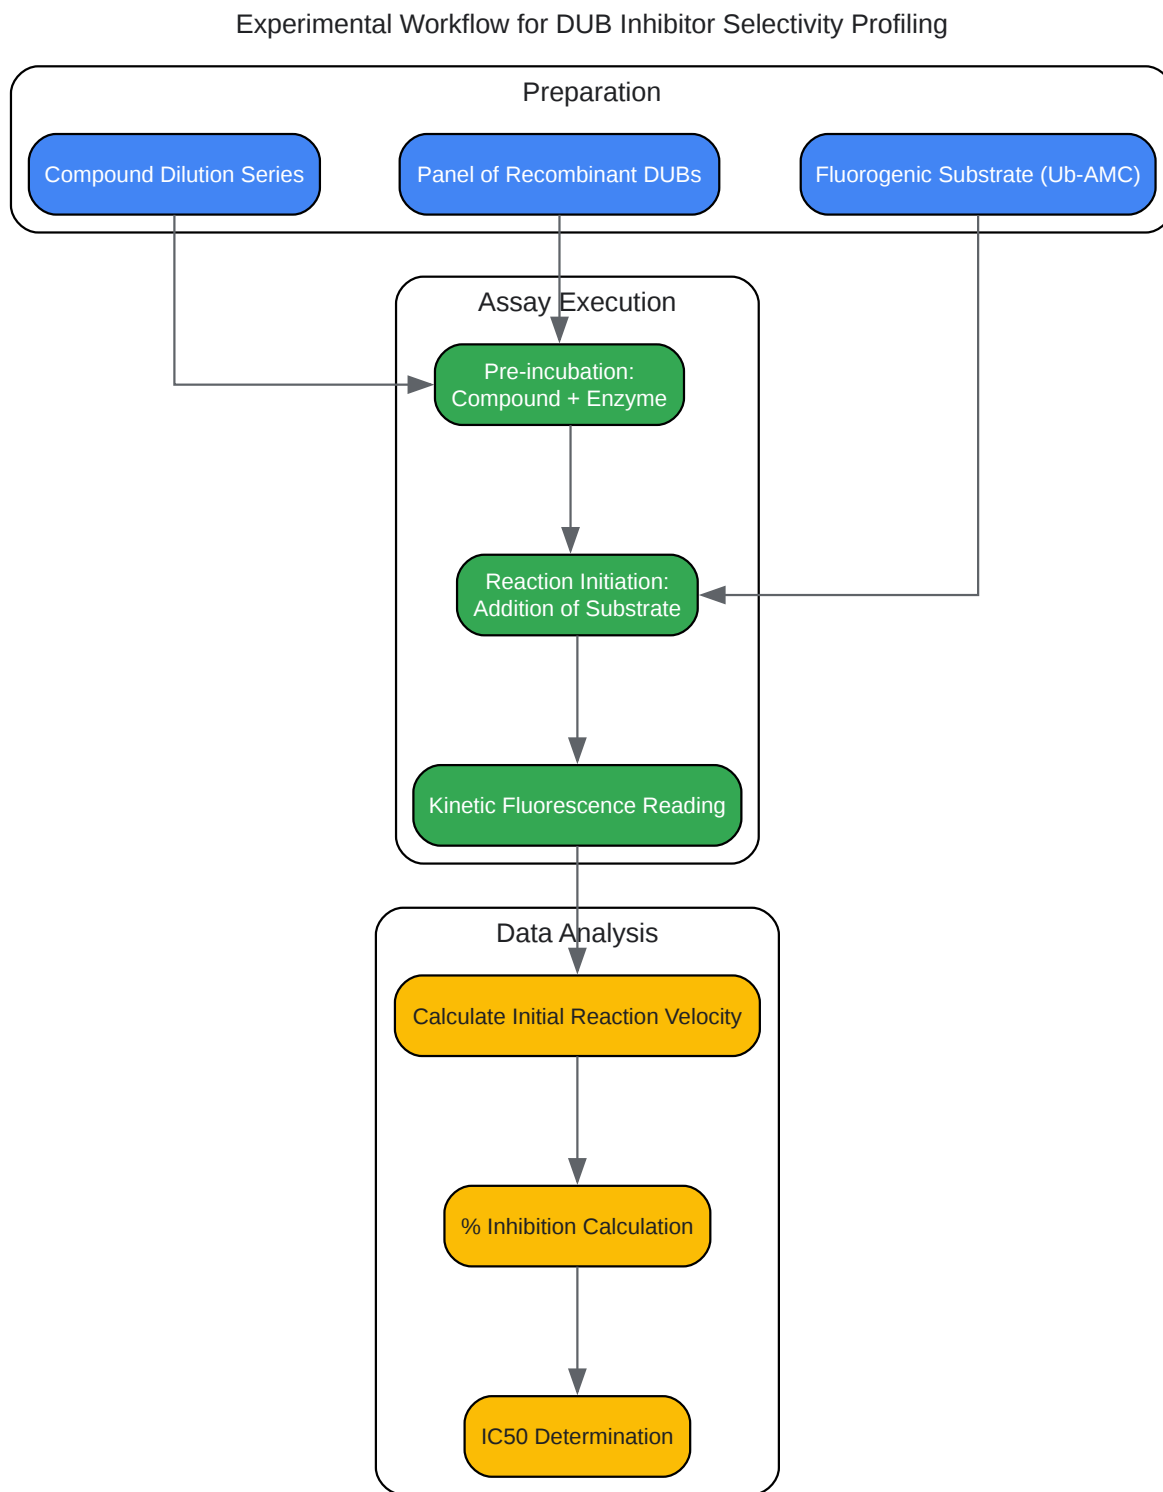 Experimental Workflow for DUB Inhibitor Selectivity Profiling
Preparation
Compound Dilution Series
Panel of Recombinant DUBs
Fluorogenic Substrate (Ub-AMC)
Assay Execution
Pre-incubation:
Compound + Enzyme
Reaction Initiation:
Addition of Substrate
Kinetic Fluorescence Reading
Data Analysis
Calculate Initial Reaction Velocity
% Inhibition Calculation
IC50 Determination